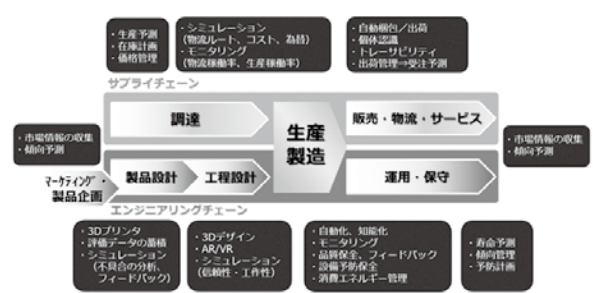 ・生産予測
・在庫計画
・価格管理
・シミュレーション
(物流ルート、コスト、為替)
・モニタリング
(物流稼働率、生産稼働率)
・自動梱包／出荷
・個体認識
・トレーサビリティ
・出荷管理⇒受注予測
サプライチェーン
調達
生産
製造
販売・物流・サービス
・市場情報の収集
・傾向予測
・市場情報の収集
・傾向予測
マーケティング・
製品企画
製品設計
工程設計
運用・保守
エンジニアリングチェーン
・3Dプリンタ
・評価データの蓄積
・シミュレーション
(不具合の分析、
フィードバック)
・3Dデザイン
・AR/VR
・シミュレーション
(信頼性・工作性)
・自動化、知能化
・モニタリング
・品質保全、フィードバック
・設備予防保全
・消費エネルギー管理
・寿命予測
・傾向管理
・予防計画